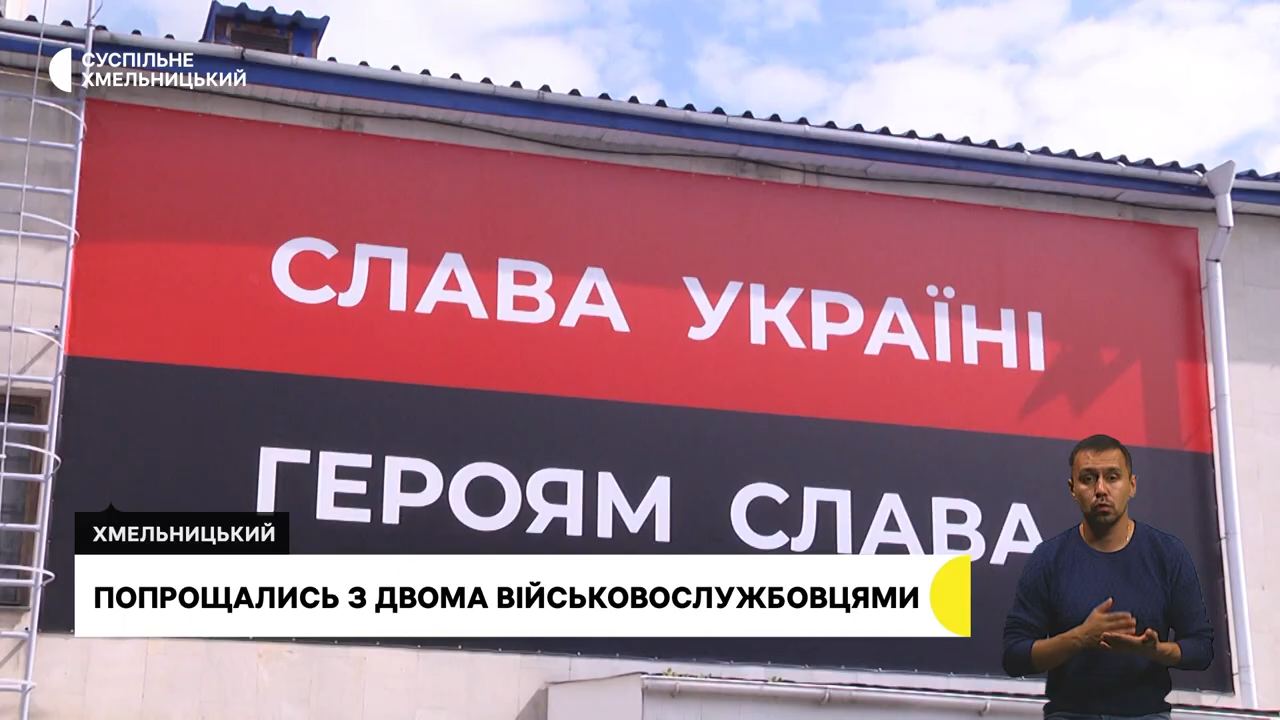 СУСПІЛЬНЕ
ХМЕЛЬНИЦЬКИЙ
СЛАВА УКРАЇНІ
ГЕРОЯМ СЛАВА
ХМЕЛЬНИЦЬКИЙ
ПОПРОЩАЛИСЬ З ДВОМА ВІЙСЬКОВОСЛУЖБОВЦЯМИ